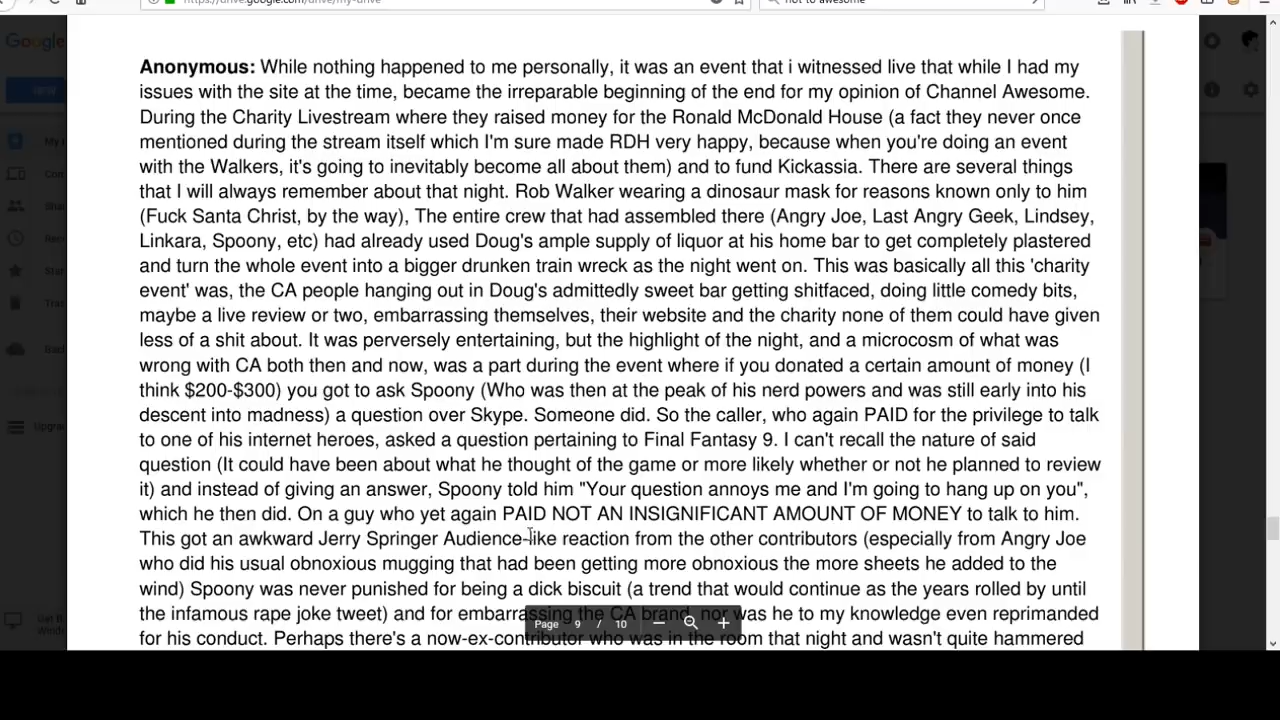 https://drive.google.com/drive/my-drive
not to awesome
Google
NEW
Anonymous: While nothing happened to me personally, it was an event that i witnessed live that while I had my
issues with the site at the time, became the irreparable beginning of the end for my opinion of Channel Awesome.
During the Charity Livestream where they raised money for the Ronald McDonald House (a fact they never once
mentioned during the stream itself which I'm sure made RDH very happy, because when you're doing an event
with the Walkers, it's going to inevitably become all about them) and to fund Kickassia. There are several things
that I will always remember about that night. Rob Walker wearing a dinosaur mask for reasons known only to him
(Fuck Santa Christ, by the way), The entire crew that had assembled there (Angry Joe, Last Angry Geek, Lindsey,
Linkara, Spoony, etc) had already used Doug's ample supply of liquor at his home bar to get completely plastered
and turn the whole event into a bigger drunken train wreck as the night went on. This was basically all this 'charity
event' was, the CA people hanging out in Doug's admittedly sweet bar getting shitfaced, doing little comedy bits,
maybe a live review or two, embarrassing themselves, their website and the charity none of them could have given
less of a shit about. It was perversely entertaining, but the highlight of the night, and a microcosm of what was
wrong with CA both then and now, was a part during the event where if you donated a certain amount of money (I
think $200-$300) you got to ask Spoony (Who was then at the peak of his nerd powers and was still early into his
descent into madness) a question over Skype. Someone did. So the caller, who again PAID for the privilege to talk
to one of his internet heroes, asked a question pertaining to Final Fantasy 9. I can't recall the nature of said
question (It could have been about what he thought of the game or more likely whether or not he planned to review
it) and instead of giving an answer, Spoony told him "Your question annoys me and I'm going to hang up on you",
which he then did. On a guy who yet again PAID NOT AN INSIGNIFICANT AMOUNT OF MONEY to talk to him.
This got an awkward Jerry Springer Audience-like reaction from the other contributors (especially from Angry Joe
who did his usual obnoxious mugging that had been getting more obnoxious the more sheets he added to the
wind) Spoony was never punished for being a dick biscuit (a trend that would continue as the years rolled by until
the infamous rape joke tweet) and for embarrassing the CA brand, nor was he to my knowledge even reprimanded
for his conduct. Perhaps there's a now-ex-contributor who was in the room that night and wasn't quite hammered
Page 9 / 10